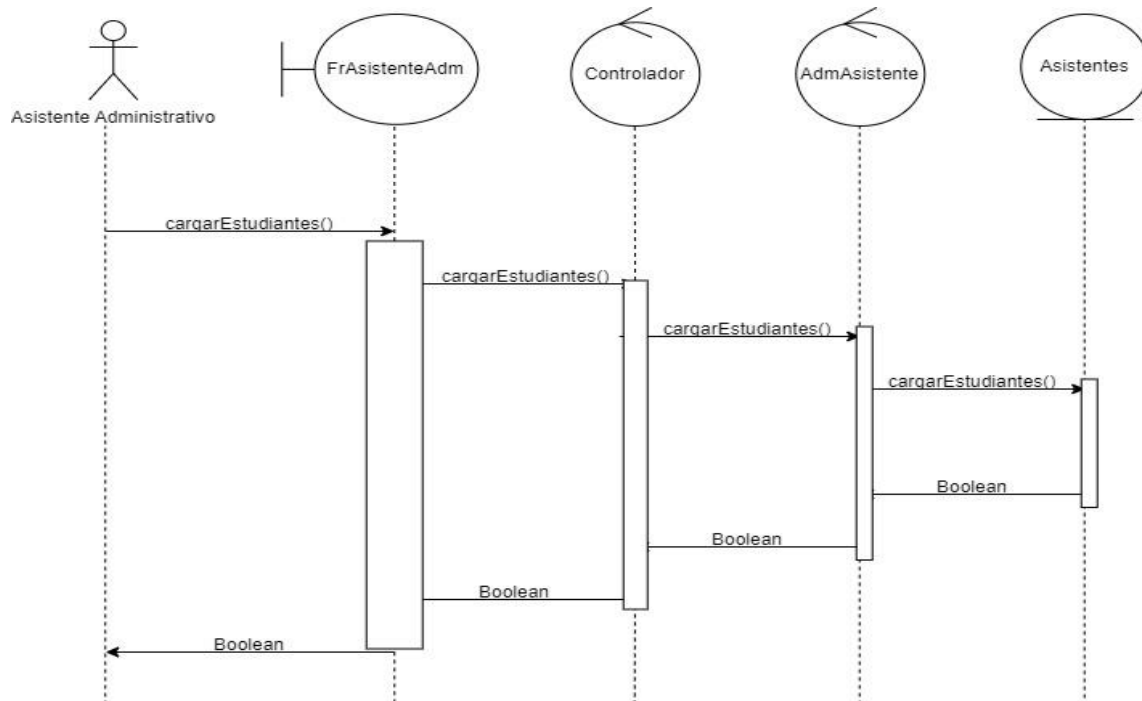 FrAsistenteAdm
Controlador
AdmAsistente
Asistentes
Asistente Administrativo
cargarEstudiantes()
cargarEstudiantes()
cargarEstudiantes()
cargarEstudiantes()
Boolean
Boolean
Boolean
Boolean